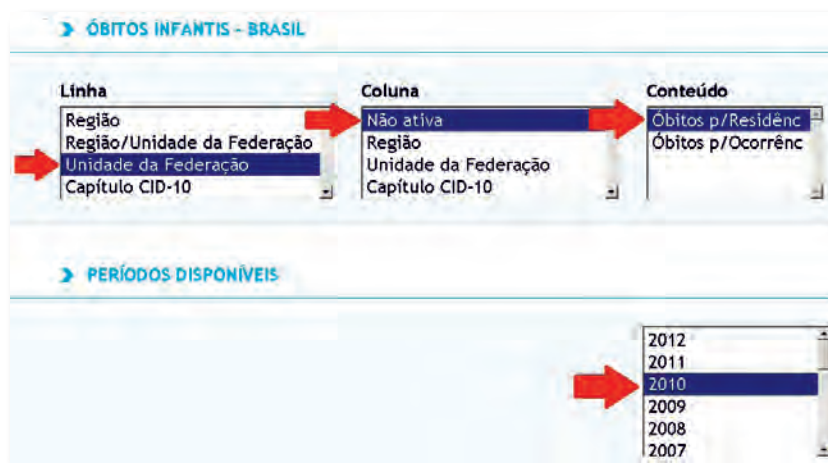 ÓBITOS INFANTIS - BRASIL
Linha
Região
Região/Unidade da Federação
Unidade da Federação
Capítulo CID-10
Coluna
Não ativa
Região
Unidade da Federação
Capítulo CID-10
Conteúdo
Óbitos p/Residênc
Óbitos p/Ocorrênc
PERÍODOS DISPONÍVEIS
2012
2011
2010
2009
2008
2007